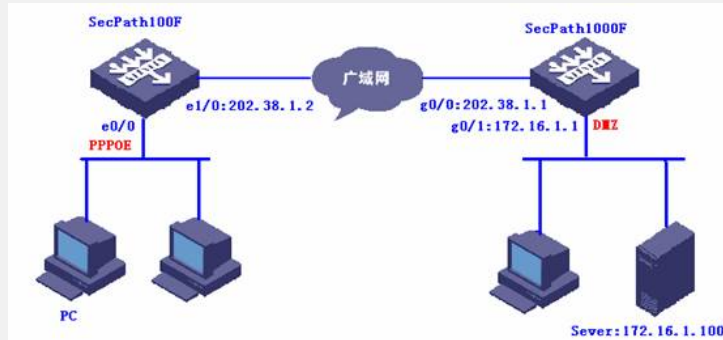 SecPath100F
SecPath1000F
广域网
e1/0:202.38.1.2
g0/0:202.38.1.1
e0/0
g0/1:172.16.1.1
DMZ
PPPOE
PC
Sever:172.16.1.100